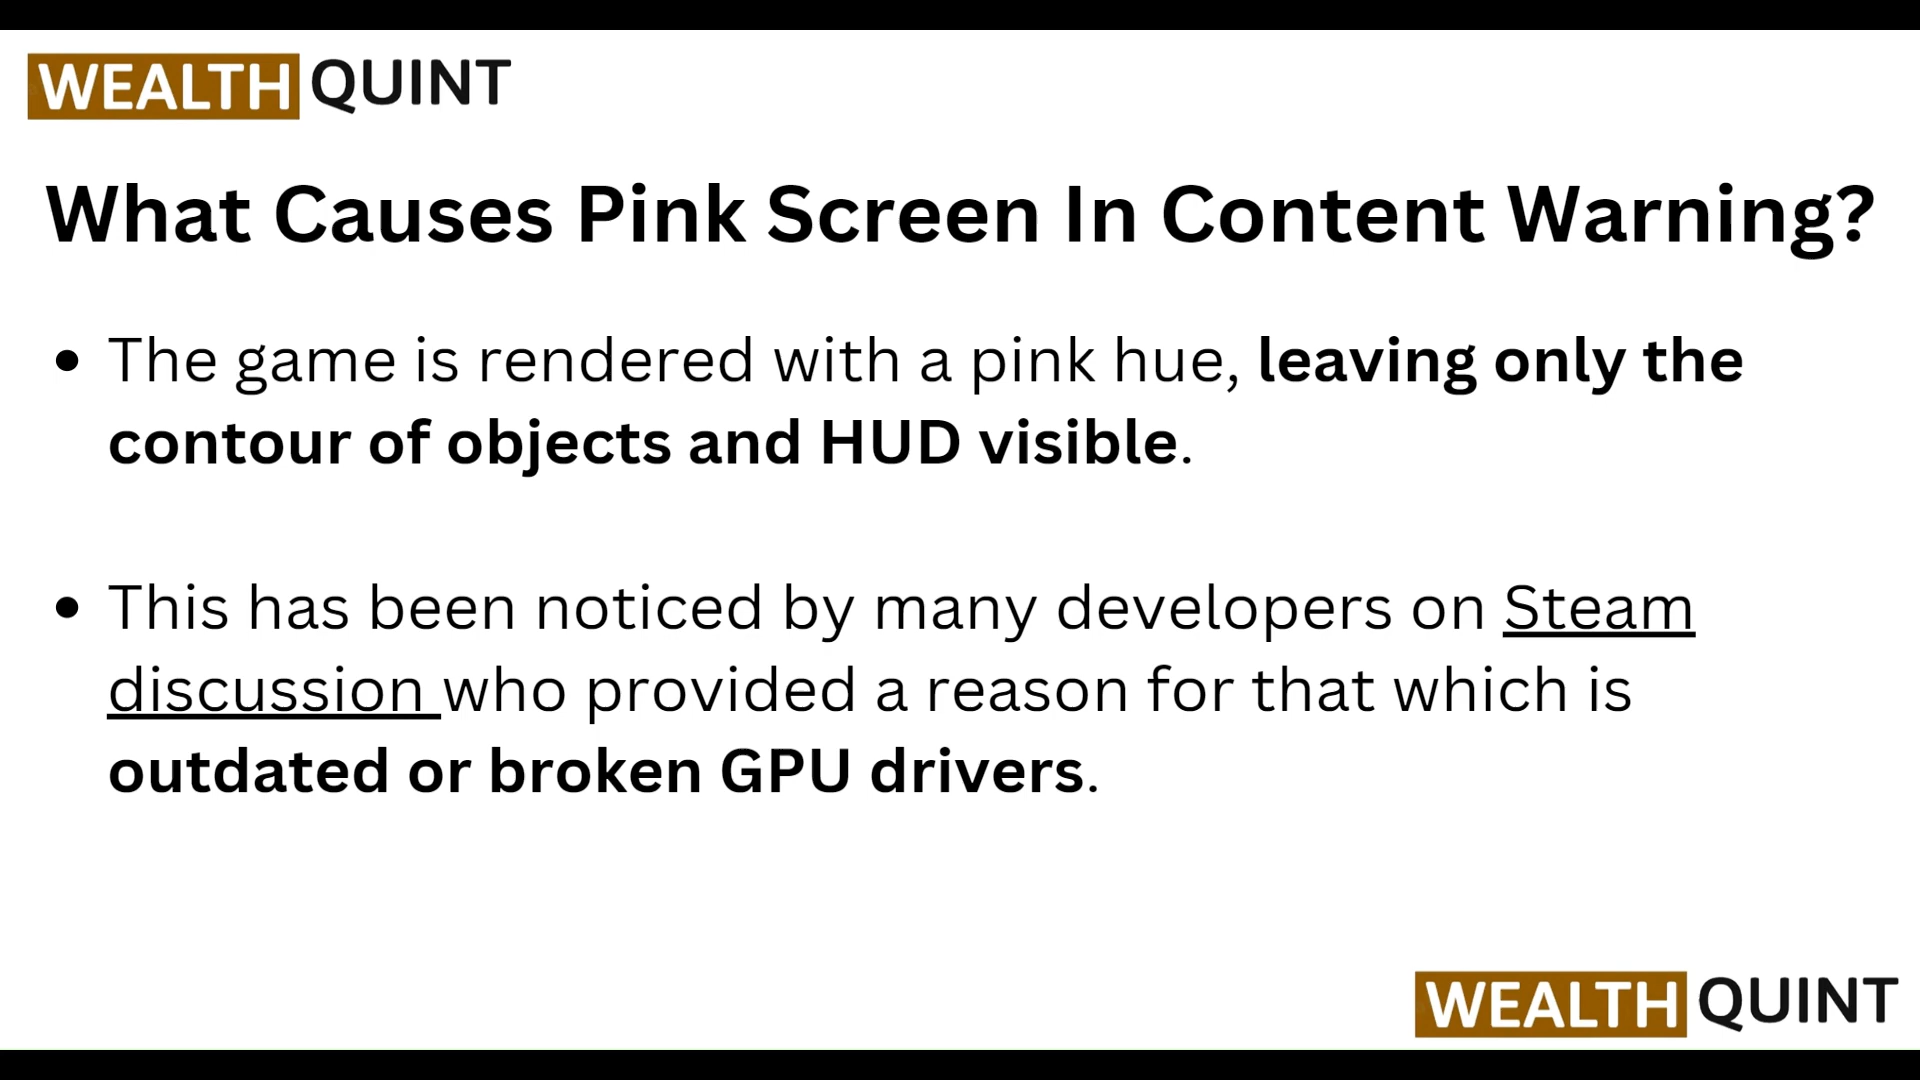 WEALTH QUINT
What Causes Pink Screen In Content Warning?
• The game is rendered with a pink hue, leaving only the
contour of objects and HUD visible.
• This has been noticed by many developers on Steam
discussion who provided a reason for that which is
outdated or broken GPU drivers.
WEALTH QUINT